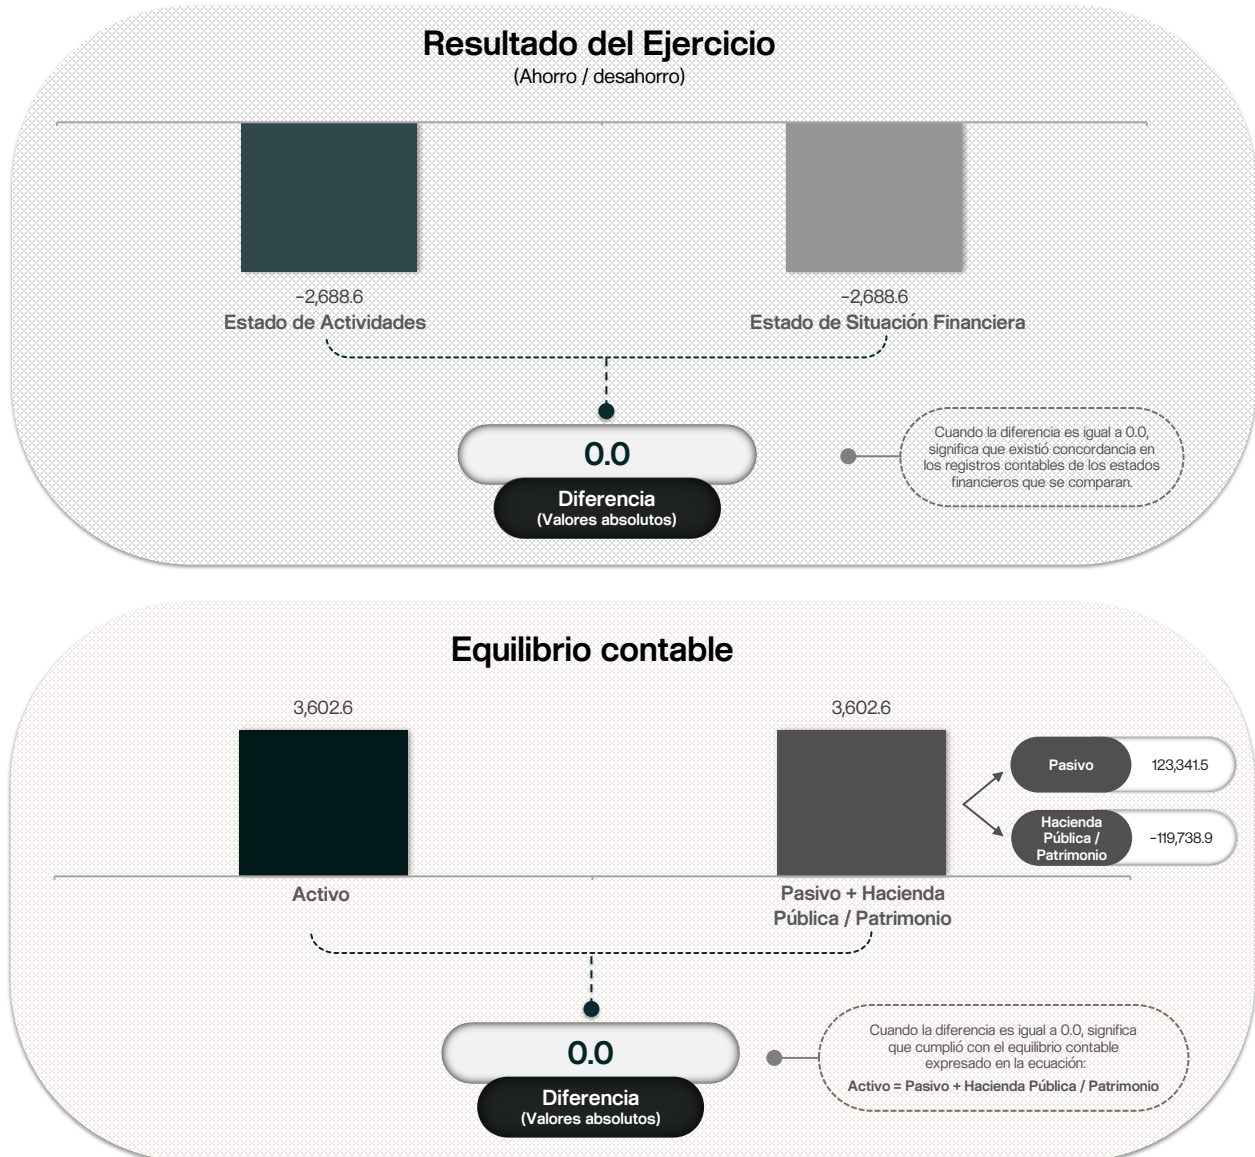 Resultado del Ejercicio
(Ahorro / desahorro)
-2,688.6
Estado de Actividades
-2,688.6
Estado de Situación Financiera
0.0
Diferencia
(Valores absolutos)
Cuando la diferencia es igual a 0.0,
significa que existió concordancia en
los registros contables de los estados
financieros que se comparan.
Equilibrio contable
3,602.6
3,602.6
Pasivo
123,341.5
Hacienda
Pública /
Patrimonio
-119,738.9
Activo
Pasivo + Hacienda
Pública / Patrimonio
0.0
Diferencia
(Valores absolutos)
Cuando la diferencia es igual a 0.0, significa
que cumplió con el equilibrio contable
expresado en la ecuación:
Activo = Pasivo + Hacienda Pública / Patrimonio